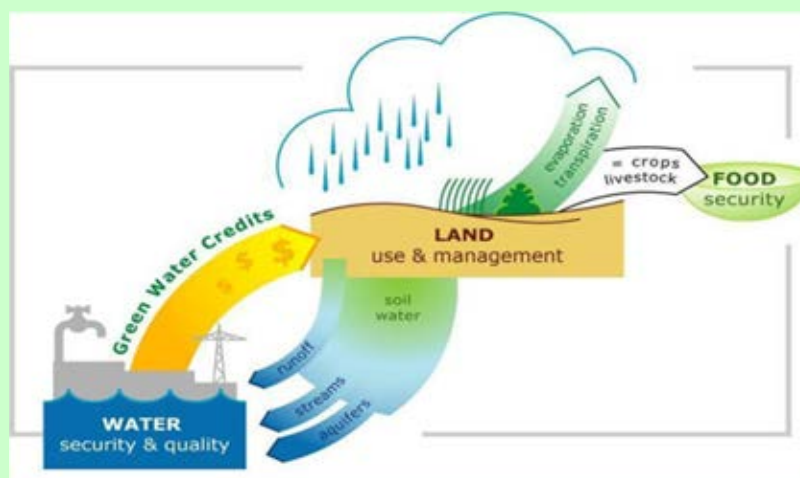 evaporation
transpiration
= crops
livestock
FOOD
security
Green Water Credits
$ $ $
LAND
use & management
soil
water
runoff
streams
aquifers
WATER
security & quality